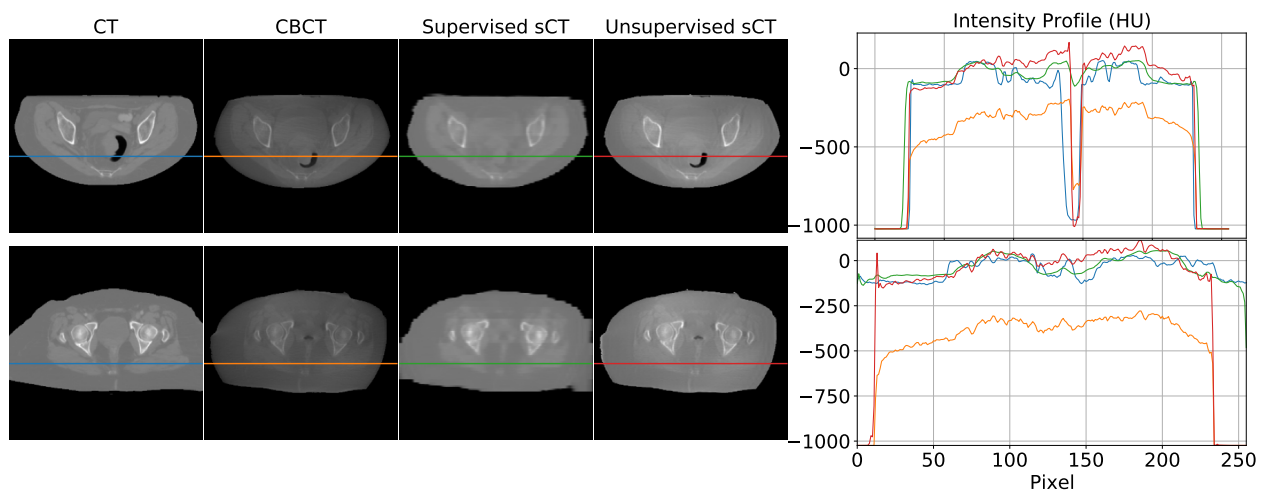 CT
CBCT
Supervised sCT
Unsupervised sCT
Intensity Profile (HU)
0
−500
−1000
0
−250
−500
−750
−1000
0 50 100 150 200 250
Pixel